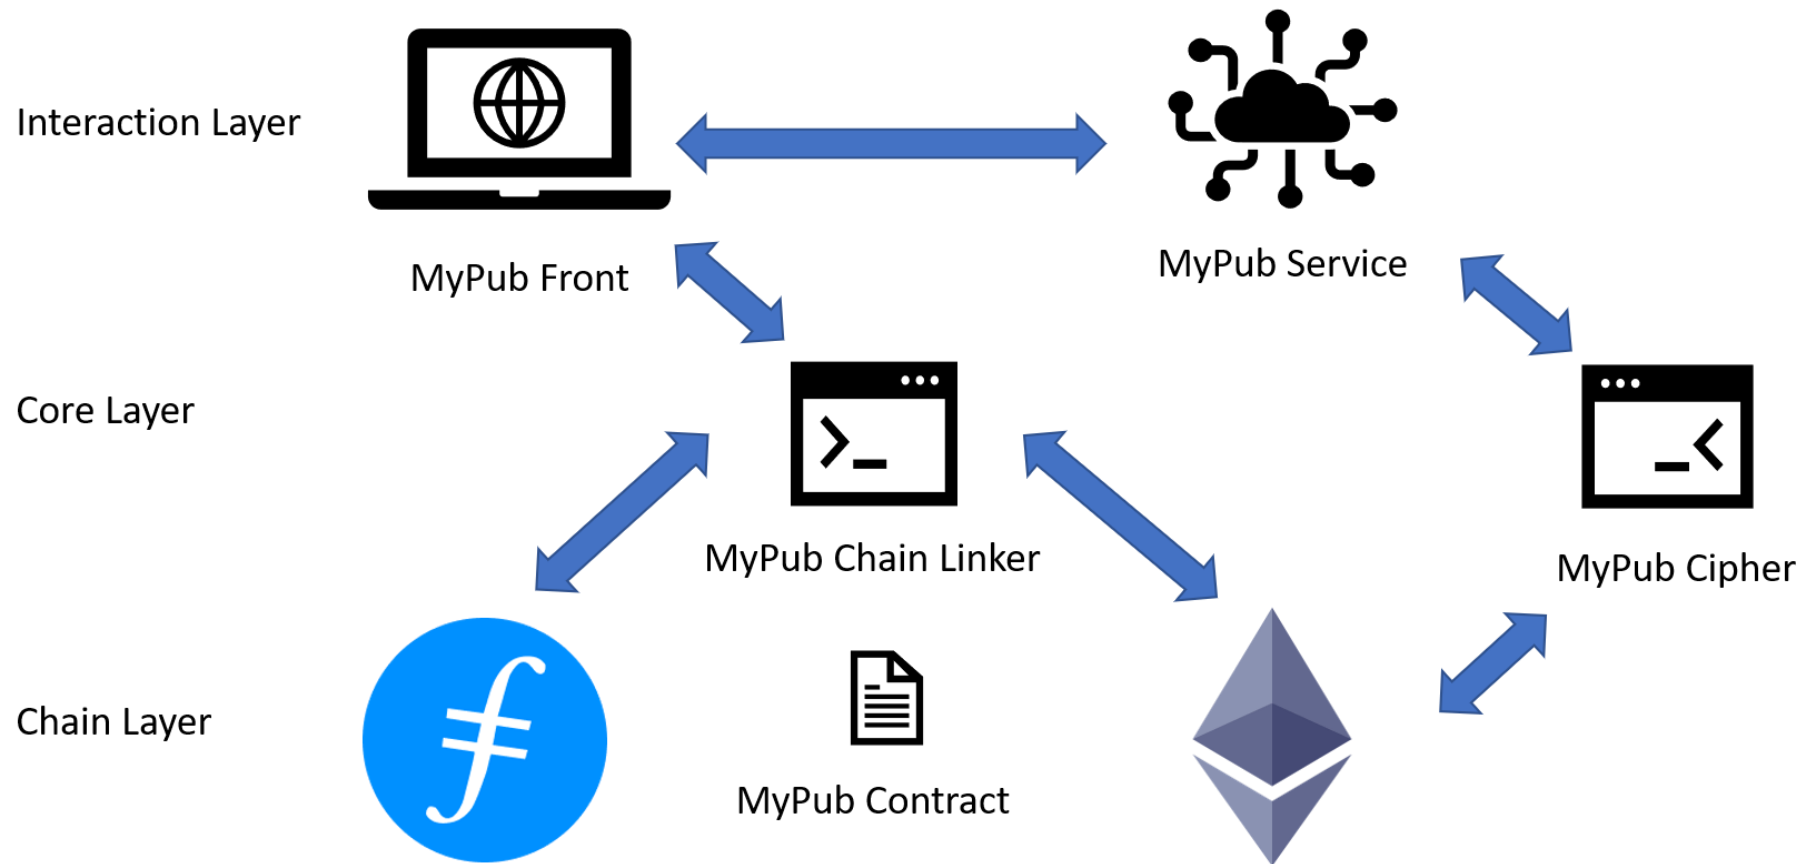 Interaction Layer
MyPub Front
MyPub Service
Core Layer
MyPub Chain Linker
MyPub Cipher
Chain Layer
MyPub Contract